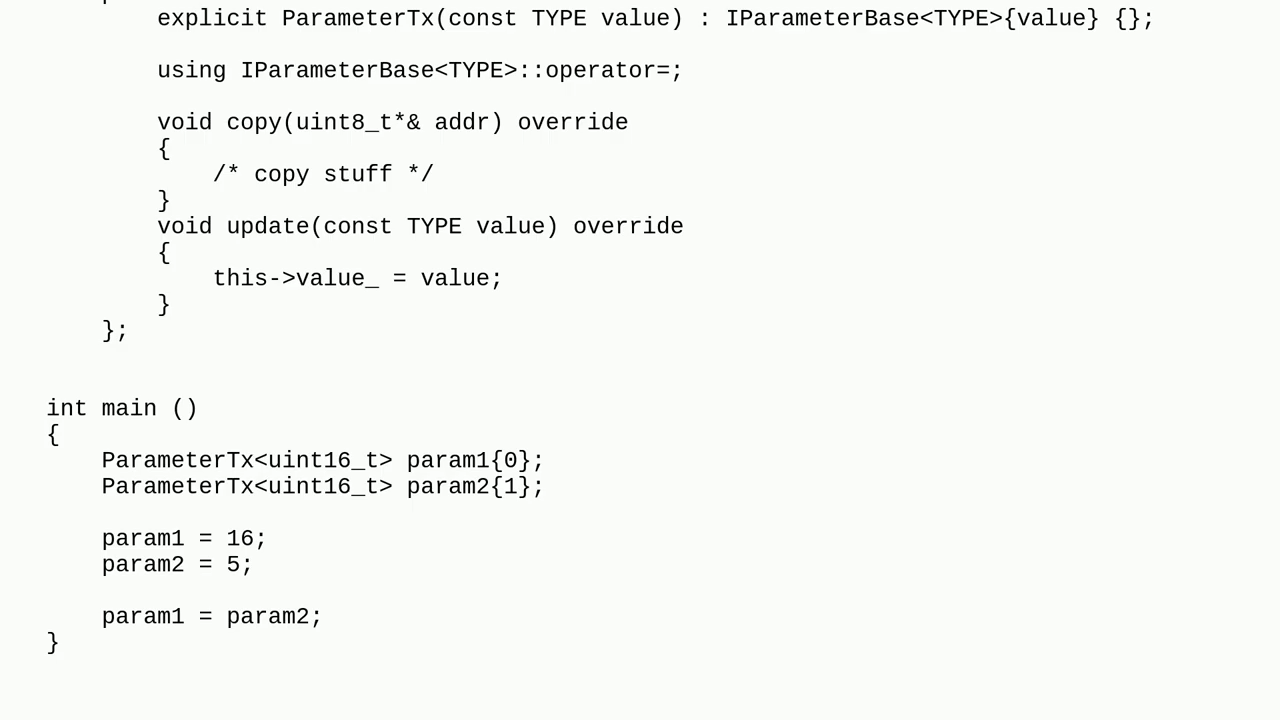 explicit ParameterTx(const TYPE value) : IParameterBase<TYPE>{value} {};
using IParameterBase<TYPE>::operator=;
void copy(uint8_t*& addr) override
{
/* copy stuff */
}
void update(const TYPE value) override
{
this->value_ = value;
}
};
int main ()
{
ParameterTx<uint16_t> param1{0};
ParameterTx<uint16_t> param2{1};
param1 = 16;
param2 = 5;
param1 = param2;
}